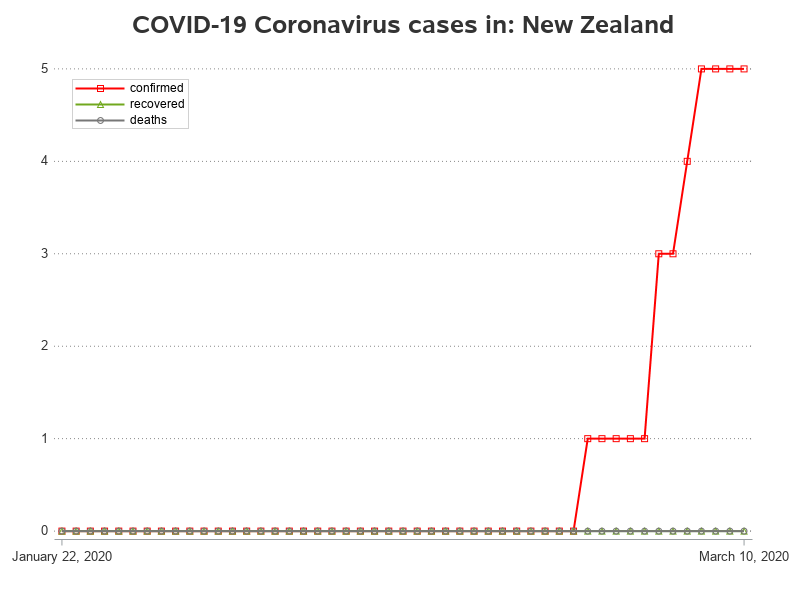 COVID-19 Coronavirus cases in: New Zealand
5
confirmed
recovered
deaths
4
3
2
1
0
January 22, 2020
March 10, 2020